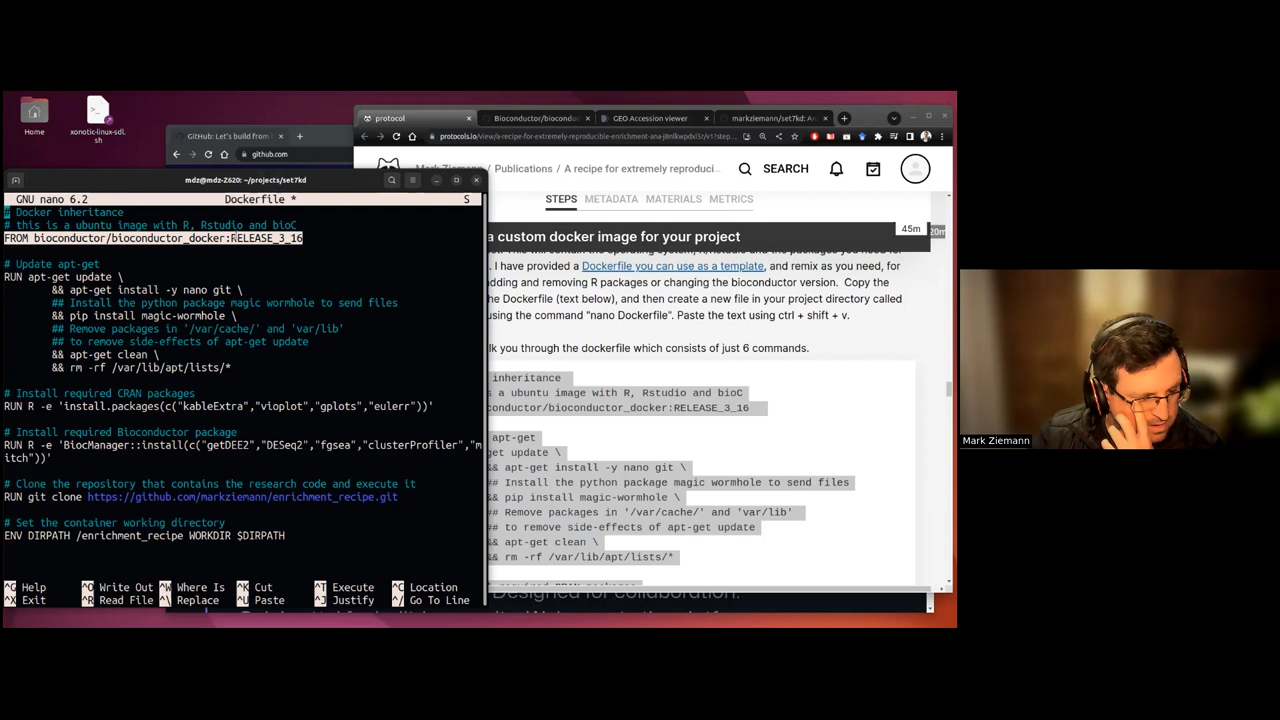 Home
xonotic-linux-sdl.
sh
GitHub: Let's build from
github.com
protocol
Bioconductor/bioconduc
GEO Accession viewer
markziemann/set7kd: An
Mark Ziemann
Publications / A recipe for extremely reproduci...
SEARCH
STEPS METADATA MATERIALS METRICS
45m
20m
a custom docker image for your project
. I have provided a Dockerfile you can use as a template, and remix as you need, for
dding and removing R packages or changing the bioconductor version. Copy the
the Dockerfile (text below), and then create a new file in your project directory called
using the command "nano Dockerfile". Paste the text using ctrl + shift + v.
lk you through the dockerfile which consists of just 6 commands.
inheritance
s a ubuntu image with R, Rstudio and bioC
conductor/bioconductor_docker:RELEASE_3_16
apt-get
get update \
&& apt-get install -y nano git \
## Install the python package magic wormhole to send files
&& pip install magic-wormhole \
## Remove packages in '/var/cache/' and 'var/lib'
## to remove side-effects of apt-get update
&& apt-get clean \
&& rm -rf /var/lib/apt/lists/*
required CRAN packages
Designed for collaboration.
mdz@mdz-Z620: ~/projects/set7kd
GNU nano 6.2 Dockerfile * S
# Docker inheritance
# this is a ubuntu image with R, Rstudio and bioC
FROM bioconductor/bioconductor_docker:RELEASE_3_16
# Update apt-get
RUN apt-get update \
&& apt-get install -y nano git \
## Install the python package magic wormhole to send files
&& pip install magic-wormhole \
## Remove packages in '/var/cache/' and 'var/lib'
## to remove side-effects of apt-get update
&& apt-get clean \
&& rm -rf /var/lib/apt/lists/*
# Install required CRAN packages
RUN R -e 'install.packages(c("kableExtra","vioplot","gplots","eulerr"))'
# Install required Bioconductor package
RUN R -e 'BiocManager::install(c("getDEE2","DESeq2","fgsea","clusterProfiler","m
itch"))'
# Clone the repository that contains the research code and execute it
RUN git clone https://github.com/markziemann/enrichment_recipe.git
# Set the container working directory
ENV DIRPATH /enrichment_recipe WORKDIR $DIRPATH
^G Help ^O Write Out ^W Where Is ^K Cut ^T Execute ^C Location
^X Exit ^R Read File ^\ Replace ^U Paste ^J Justify ^/ Go To Line
Mark Ziemann